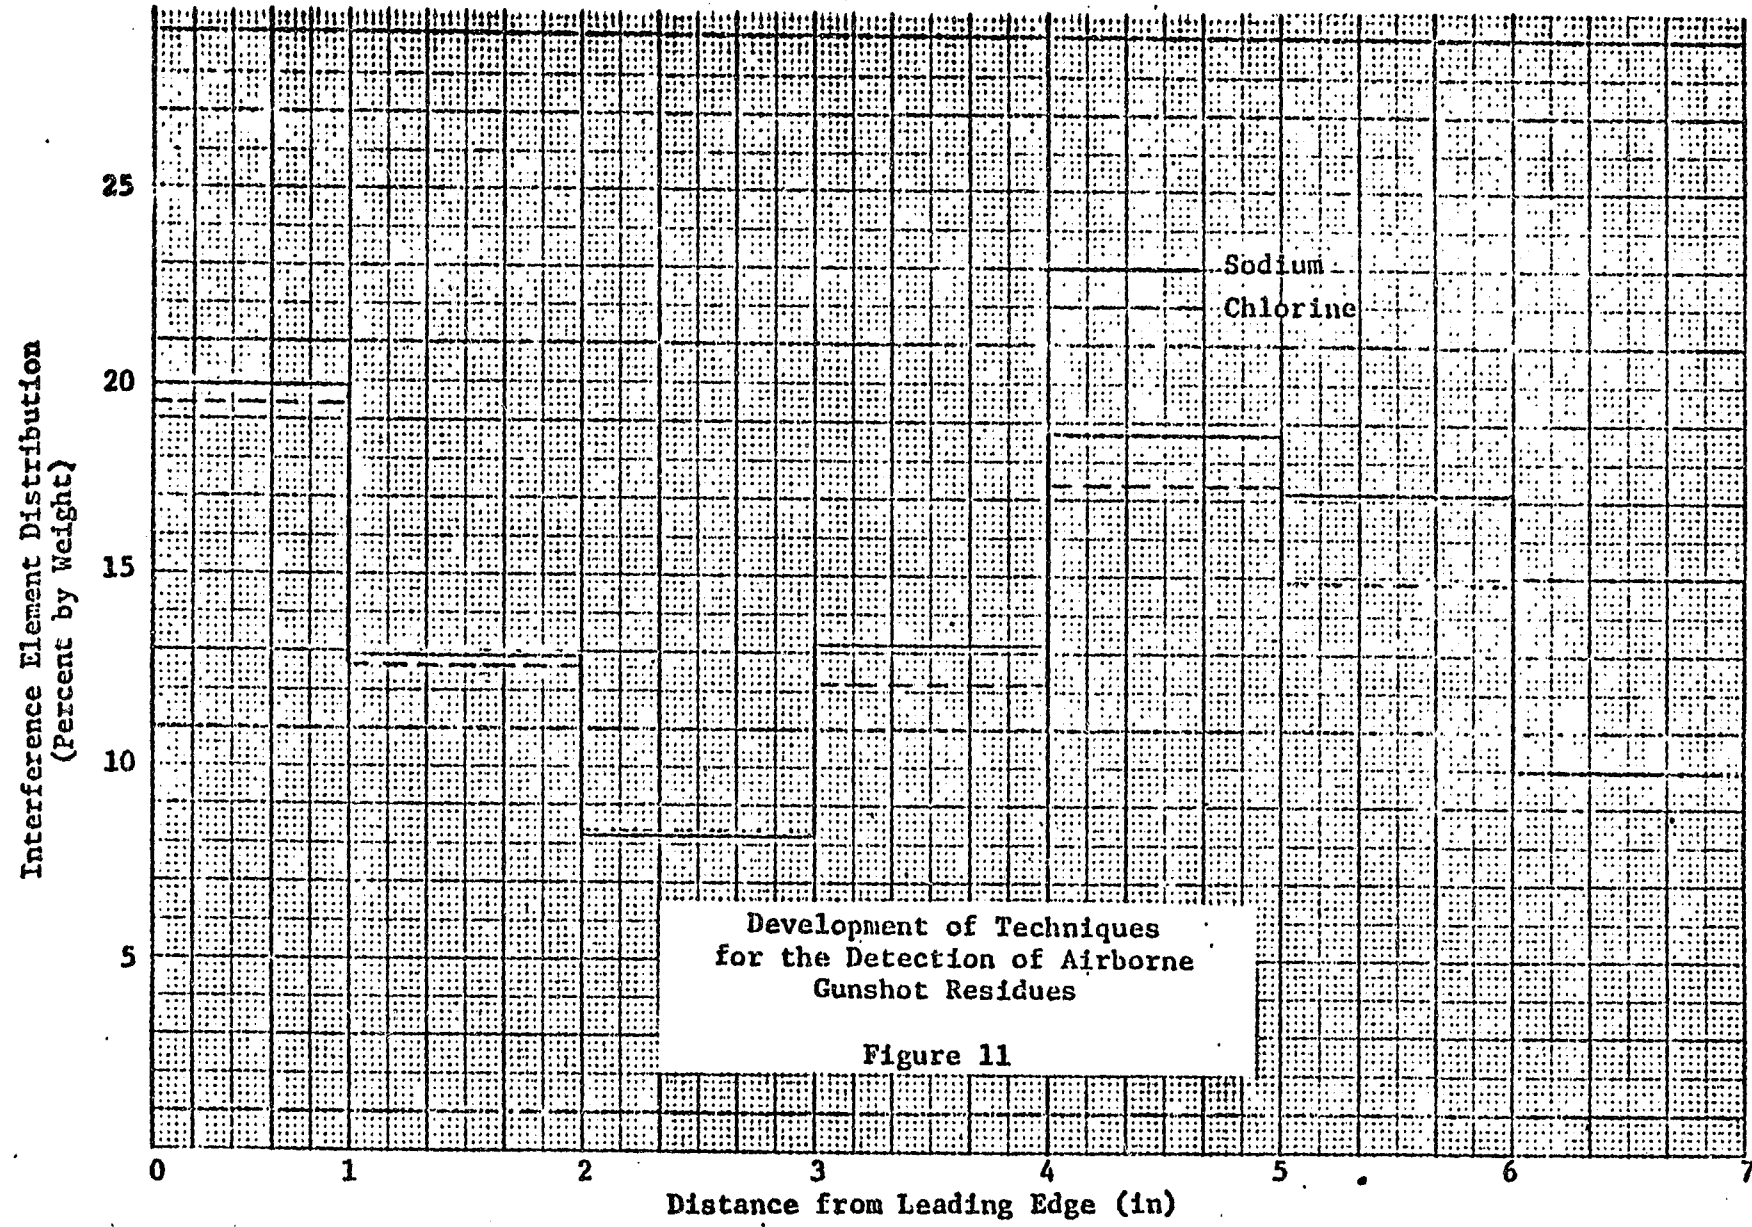 Interference Element Distribution
(Percent by Weight)
25
20
15
10
5
Sodium
Chlorine
Development of Techniques
for the Detection of Airborne
Gunshot Residues
Figure 11
0 1 2 3 4 5 6 7
Distance from Leading Edge (in)